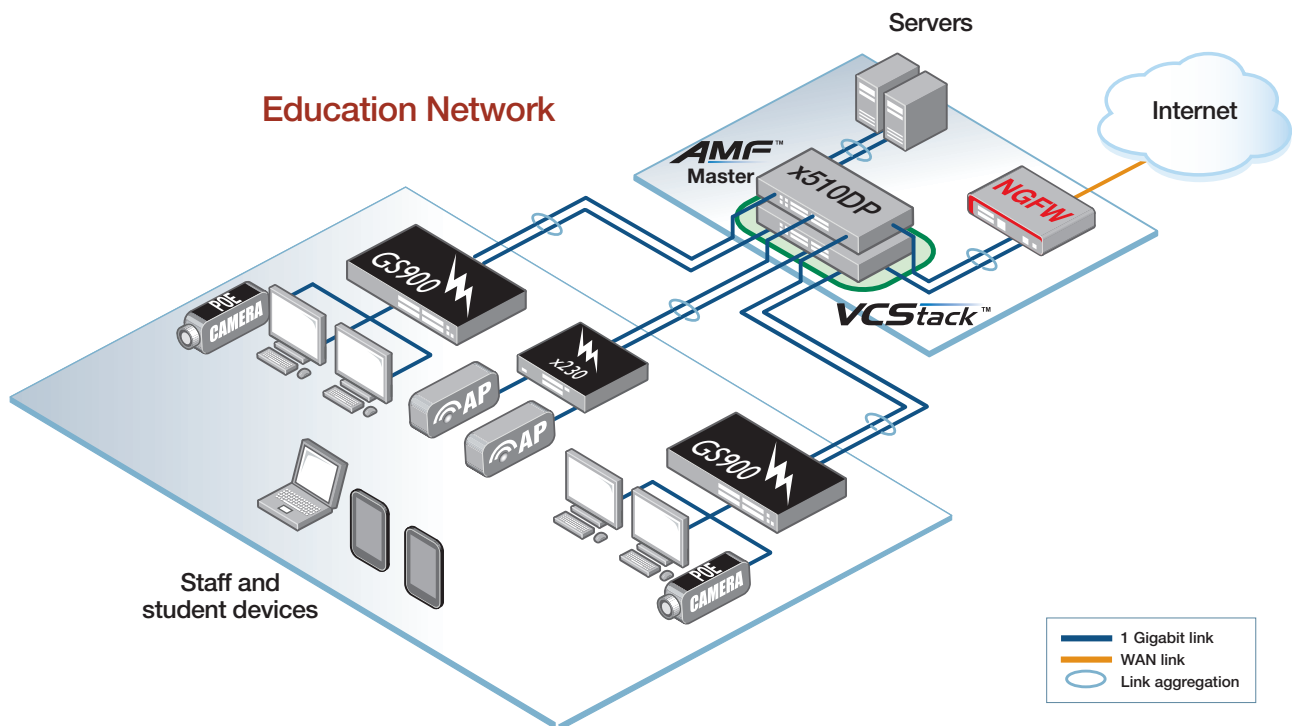 Servers
Education Network
Internet
AMF™
Master
x510DP
NGFW
VCStack™
GS900
POE
CAMERA
x230
AP
AP
GS900
POE
CAMERA
Staff and
student devices
1 Gigabit link
WAN link
Link aggregation